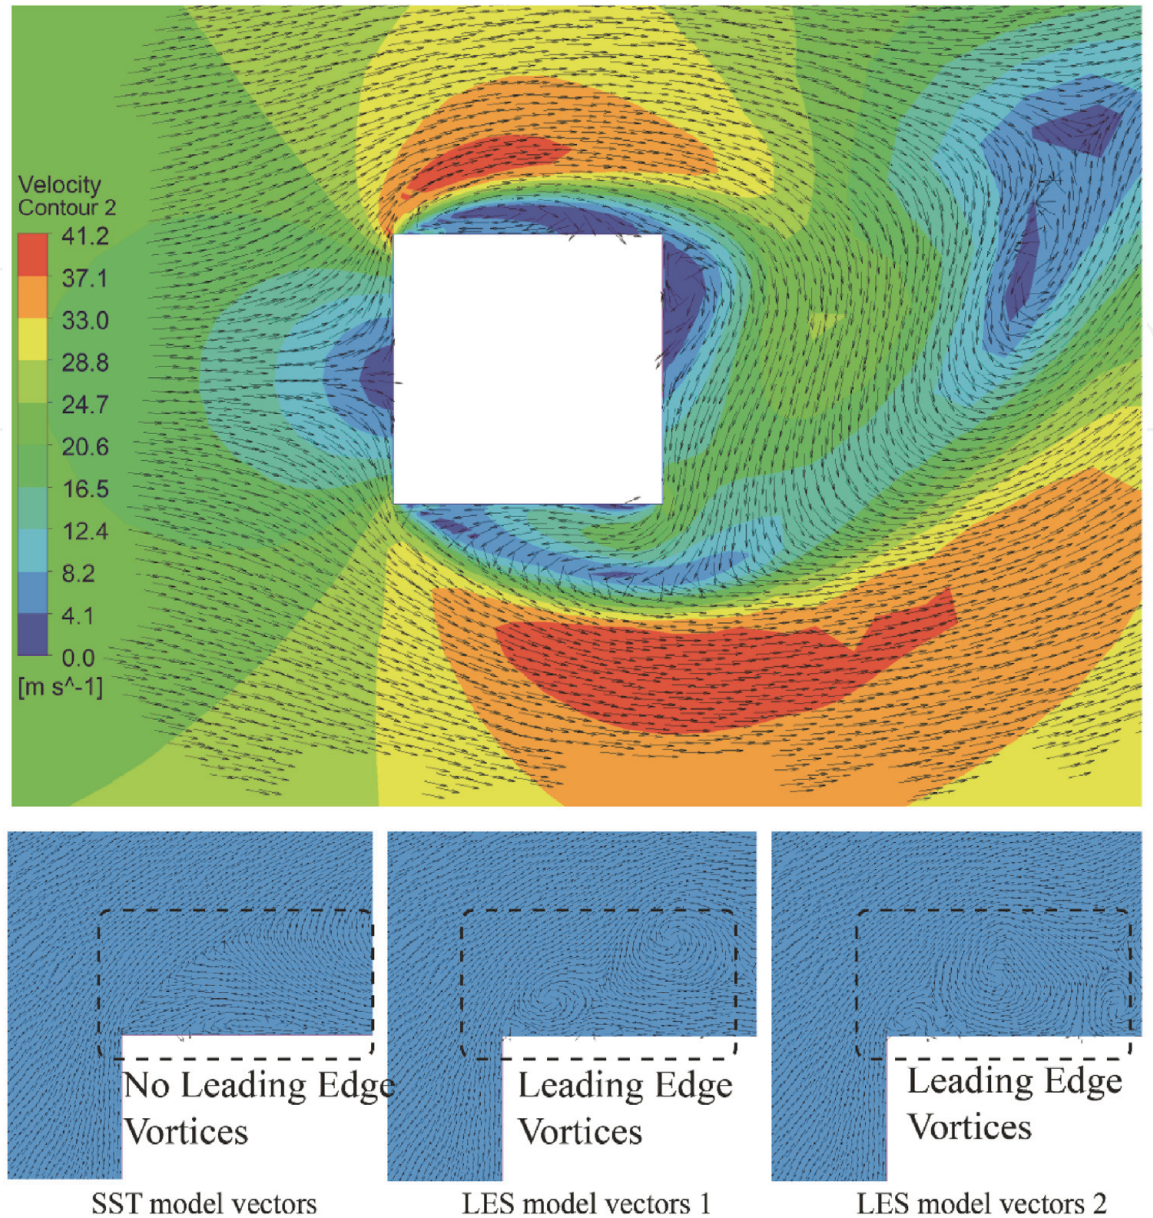 Velocity
Contour 2
41.2
37.1
33.0
28.8
24.7
20.6
16.5
12.4
8.2
4.1
0.0
[m s^-1]
No Leading Edge
Vortices
Leading Edge
Vortices
Leading Edge
Vortices
SST model vectors
LES model vectors 1
LES model vectors 2